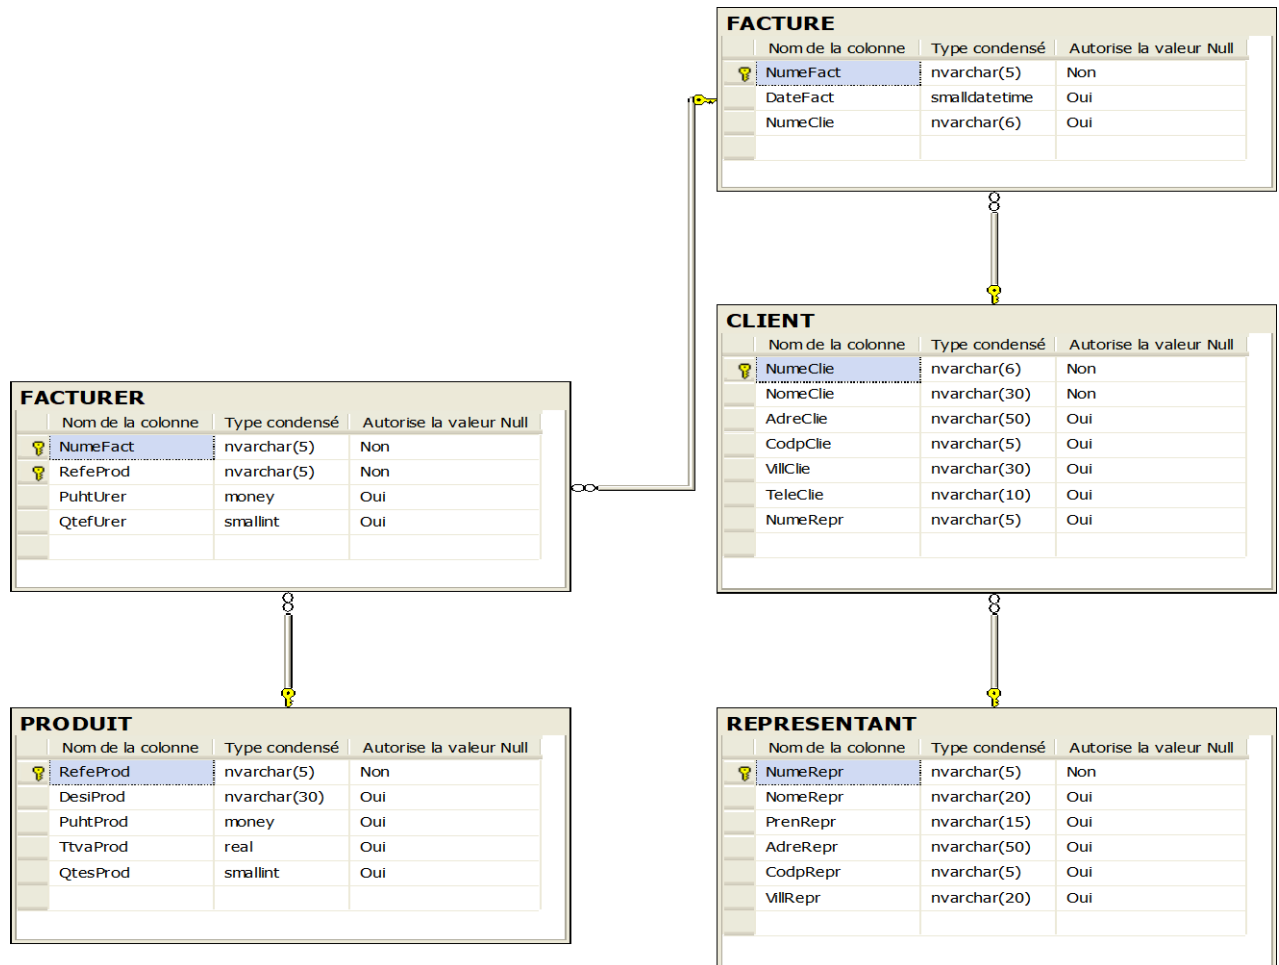 FACTURE
Nom de la colonne Type condensé Autorise la valeur Null
NumeFact nvarchar(5) Non
DateFact smalldatetime Oui
NumeClie nvarchar(6) Oui
CLIENT
Nom de la colonne Type condensé Autorise la valeur Null
NumeClie nvarchar(6) Non
NomeClie nvarchar(30) Non
AdreClie nvarchar(50) Oui
CodpClie nvarchar(5) Oui
VillClie nvarchar(30) Oui
TeleClie nvarchar(10) Oui
NumeRepr nvarchar(5) Oui
FACTURER
Nom de la colonne Type condensé Autorise la valeur Null
NumeFact nvarchar(5) Non
RefeProd nvarchar(5) Non
PuhtUrer money Oui
QtefUrer smallint Oui
PRODUIT
Nom de la colonne Type condensé Autorise la valeur Null
RefeProd nvarchar(5) Non
DesiProd nvarchar(30) Oui
PuhtProd money Oui
TtvaProd real Oui
QtesProd smallint Oui
REPRESENTANT
Nom de la colonne Type condensé Autorise la valeur Null
NumeRepr nvarchar(5) Non
NomeRepr nvarchar(20) Oui
PrenRepr nvarchar(15) Oui
AdreRepr nvarchar(50) Oui
CodpRepr nvarchar(5) Oui
VillRepr nvarchar(20) Oui